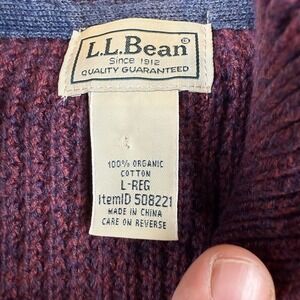 L.L.Bean
Since 1912
QUALITY GUARANTEED
100% ORGANIC
COTTON
L-REG
ItemID 508221
MADE IN CHINA
CARE ON REVERSE